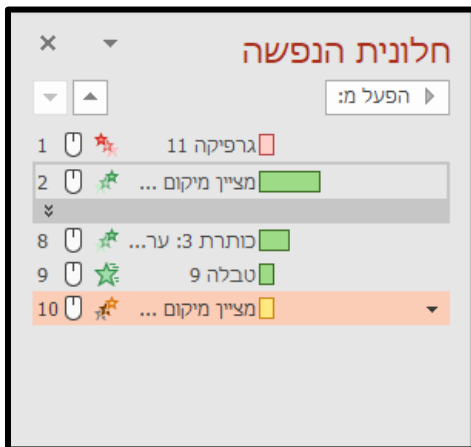 חלונית הנפשה
הפעל מ:
1 גרפיקה 11
2 מציין מיקום ...
8 כותרת 3: ער...
9 טבלה 9
10 מציין מיקום ...